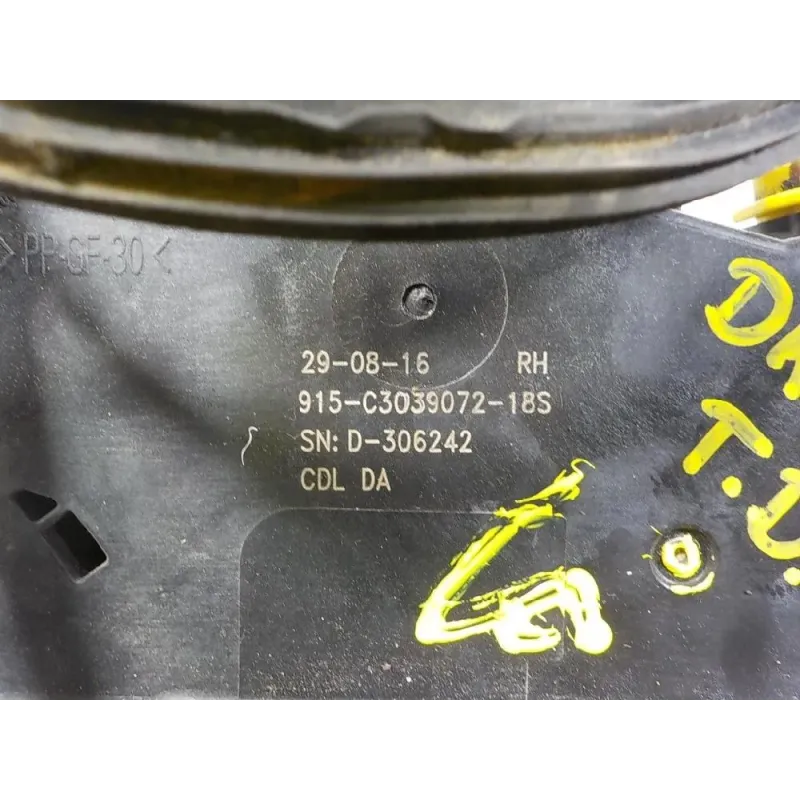 >PP-GF-30<
29-08-16 RH
915-C3039072-18S
SN: D-306242
CDL DA
T.D.